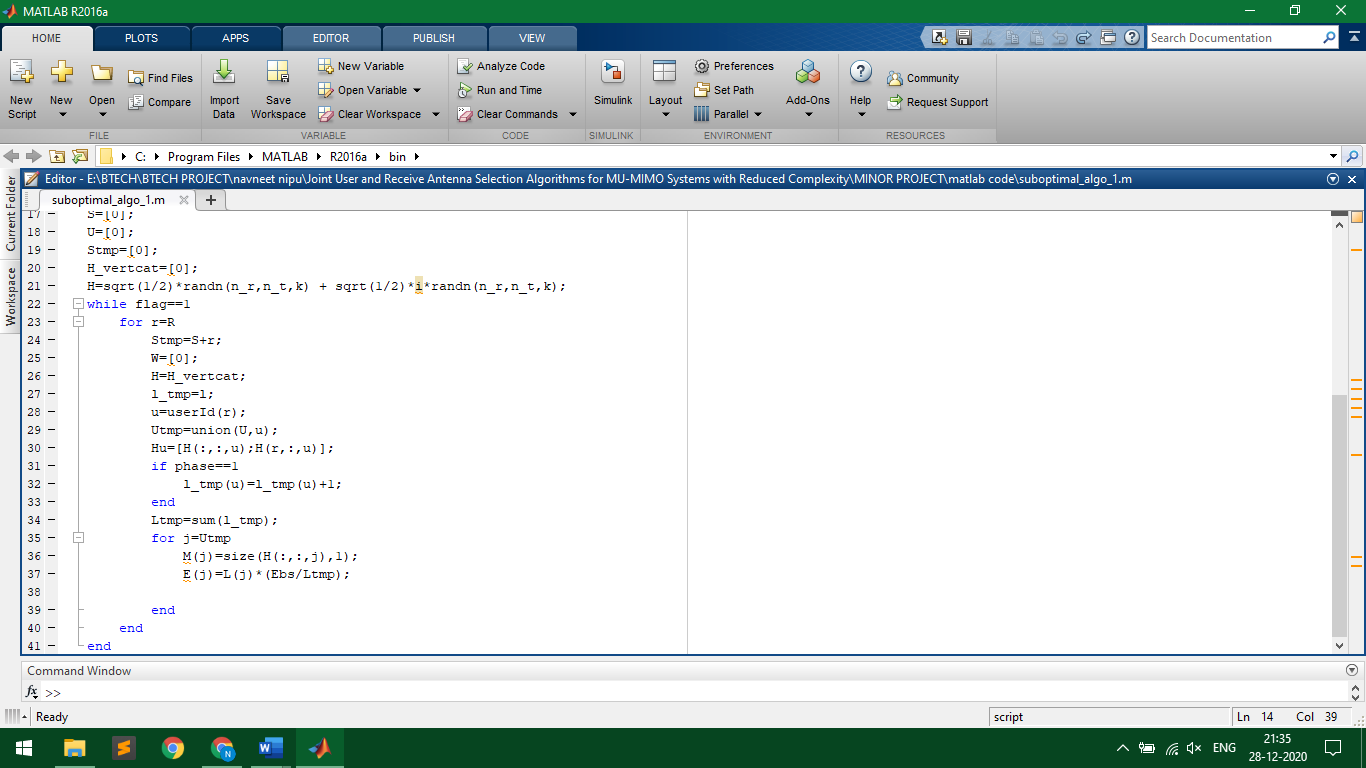 MATLAB R2016a
HOME PLOTS APPS EDITOR PUBLISH VIEW
Search Documentation
New Script New Open Find Files Compare
Import Data Save Workspace New Variable Open Variable Clear Workspace
Analyze Code Run and Time Clear Commands
Simulink Layout Preferences Set Path Parallel Add-Ons
Help Community Request Support
FILE VARIABLE CODE SIMULINK ENVIRONMENT RESOURCES
C: Program Files MATLAB R2016a bin
Current Folder
Workspace
Editor - E:\BTECH\BTECH PROJECT\navneet nipu\Joint User and Receive Antenna Selection Algorithms for MU-MIMO Systems with Reduced Complexity\MINOR PROJECT\matlab code\suboptimal_algo_1.m
suboptimal_algo_1.m
17 S=[0];
18 U=[0];
19 Stmp=[0];
20 H_vertcat=[0];
21 H=sqrt(1/2)*randn(n_r,n_t,k) + sqrt(1/2)*i*randn(n_r,n_t,k);
22 while flag==1
23 for r=R
24 Stmp=S+r;
25 W=[0];
26 H=H_vertcat;
27 l_tmp=l;
28 u=userId(r);
29 Utmp=union(U,u);
30 Hu=[H(:,:,u);H(r,:,u)];
31 if phase==1
32 l_tmp(u)=l_tmp(u)+1;
33 end
34 Ltmp=sum(l_tmp);
35 for j=Utmp
36 M(j)=size(H(:,:,j),1);
37 E(j)=L(j)*(Ebs/Ltmp);
38
39 end
40 end
41 end
Command Window
fx >>
Ready script Ln 14 Col 39
ENG 21:35
28-12-2020